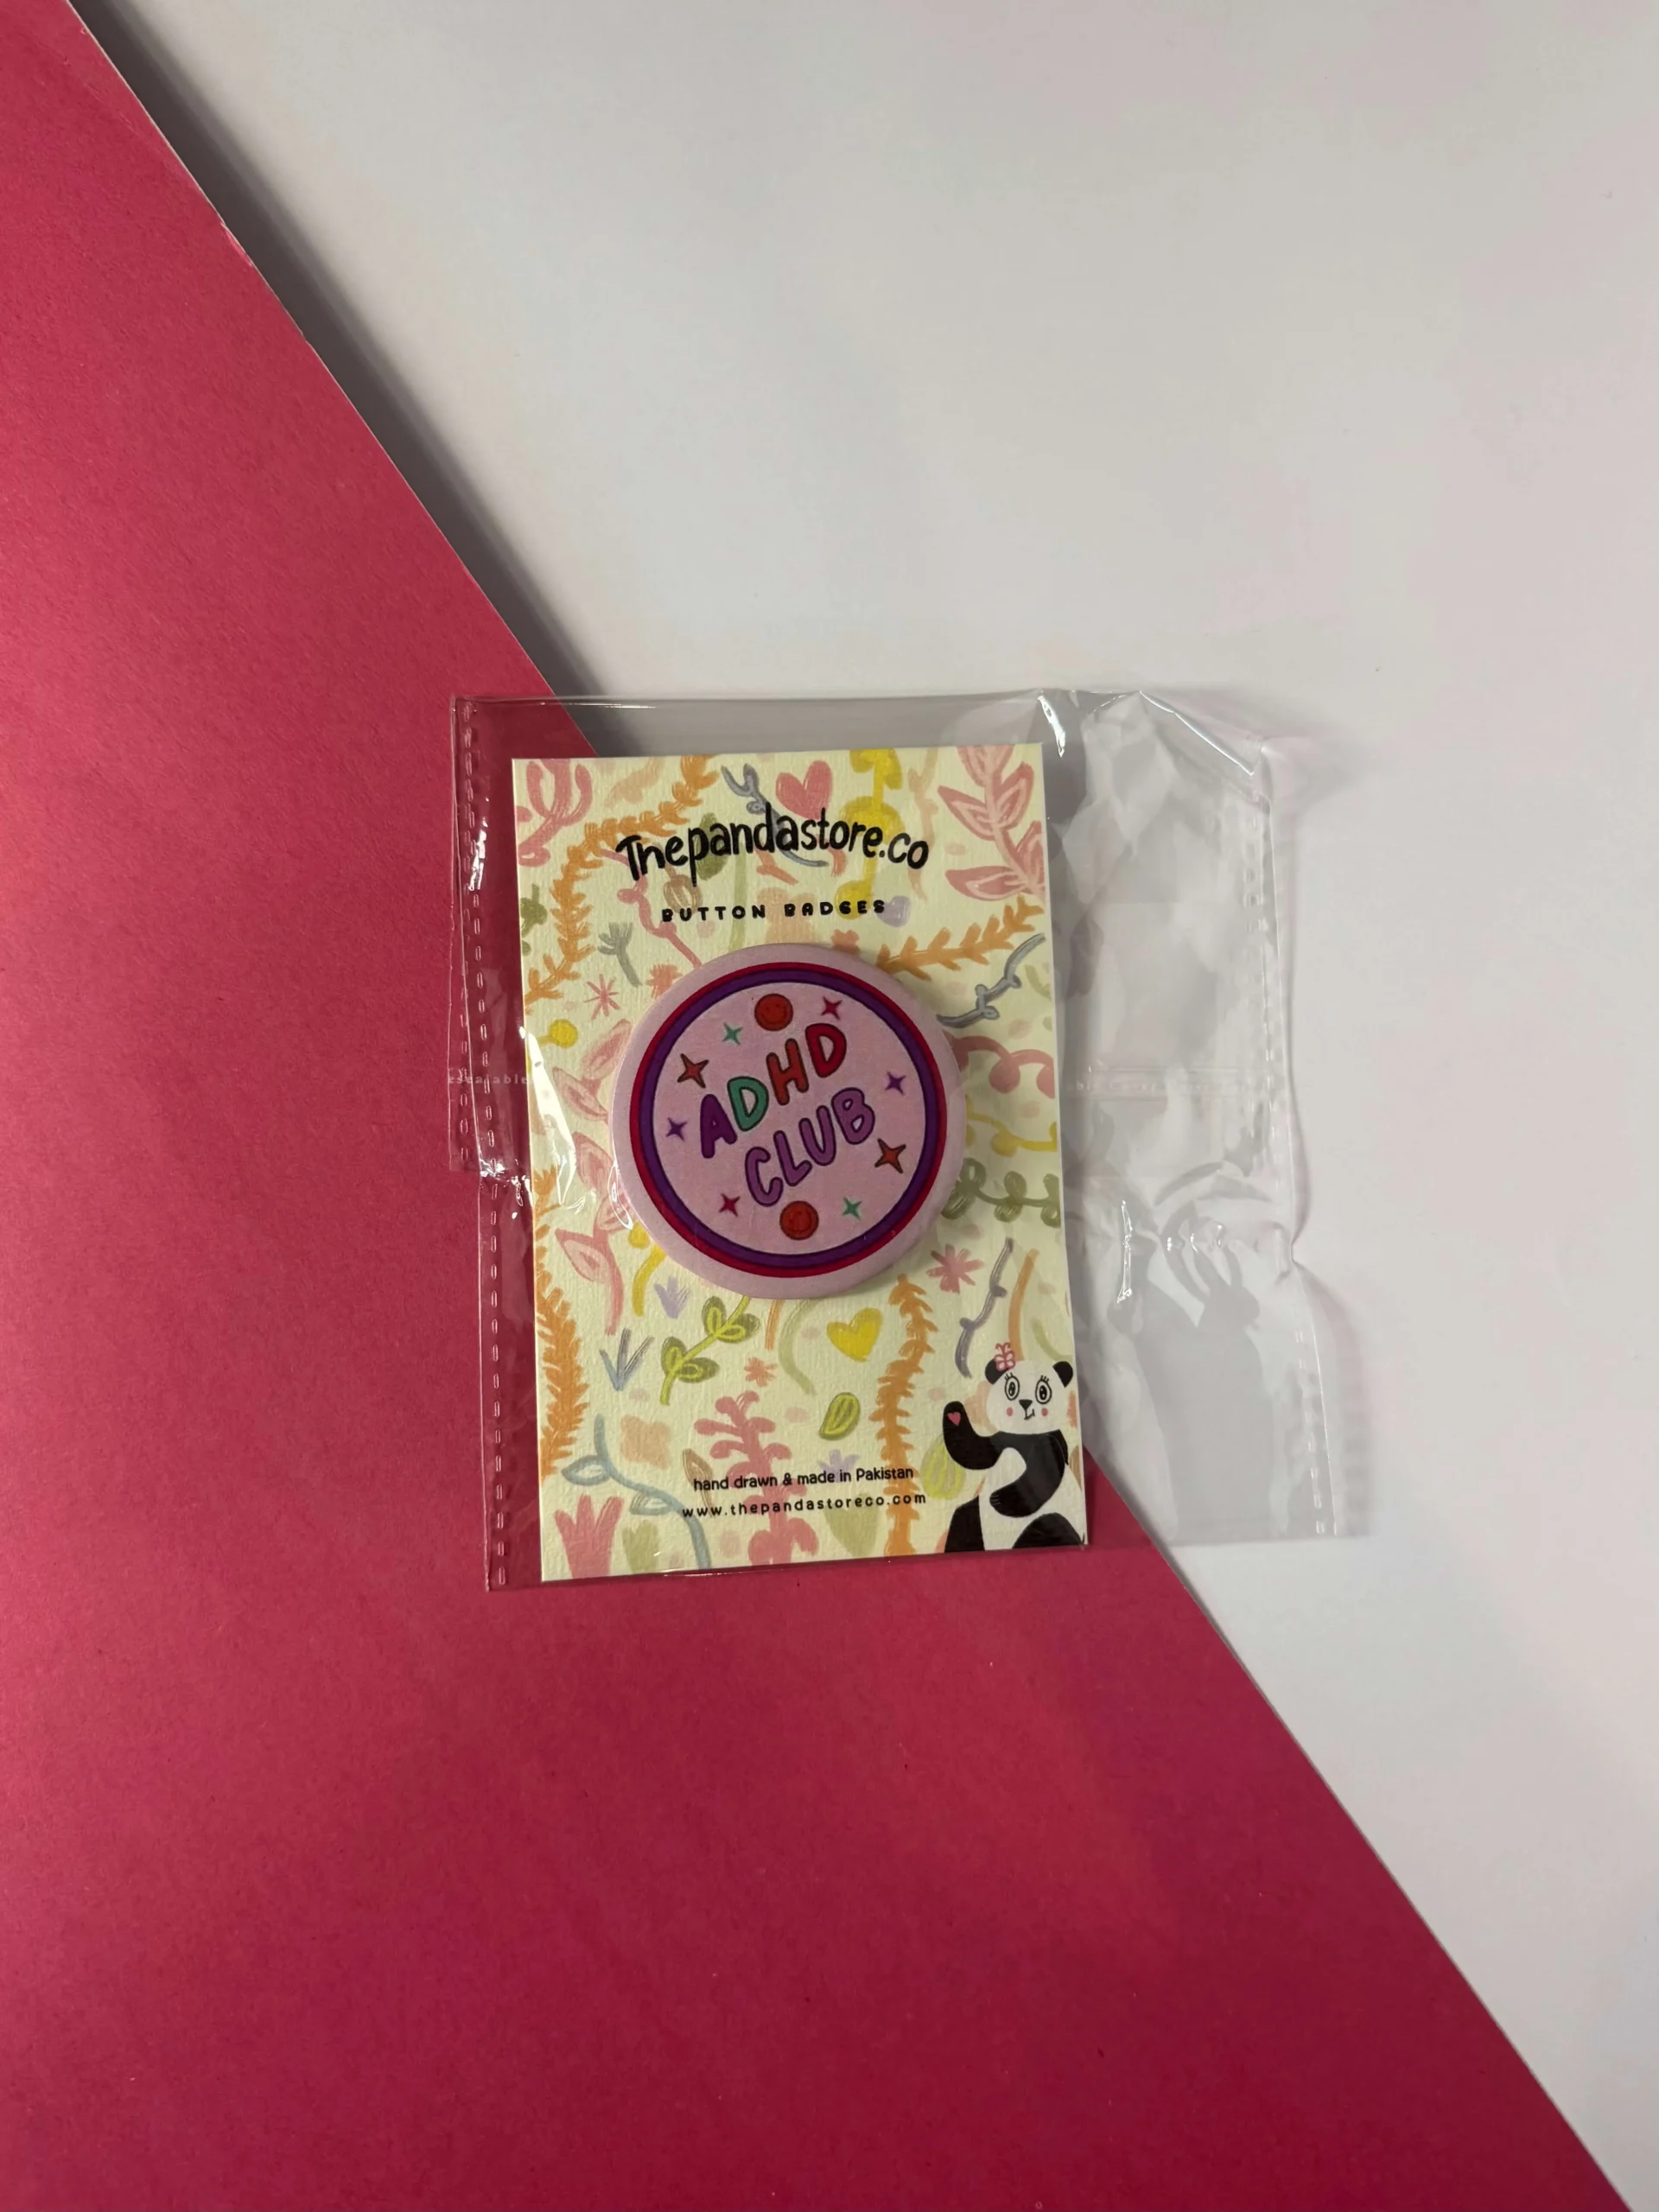 Thepandastore.co
BUTTON BADGES
ADHD
CLUB
hand drawn & made in Pakistan
www.thepandastoreco.com